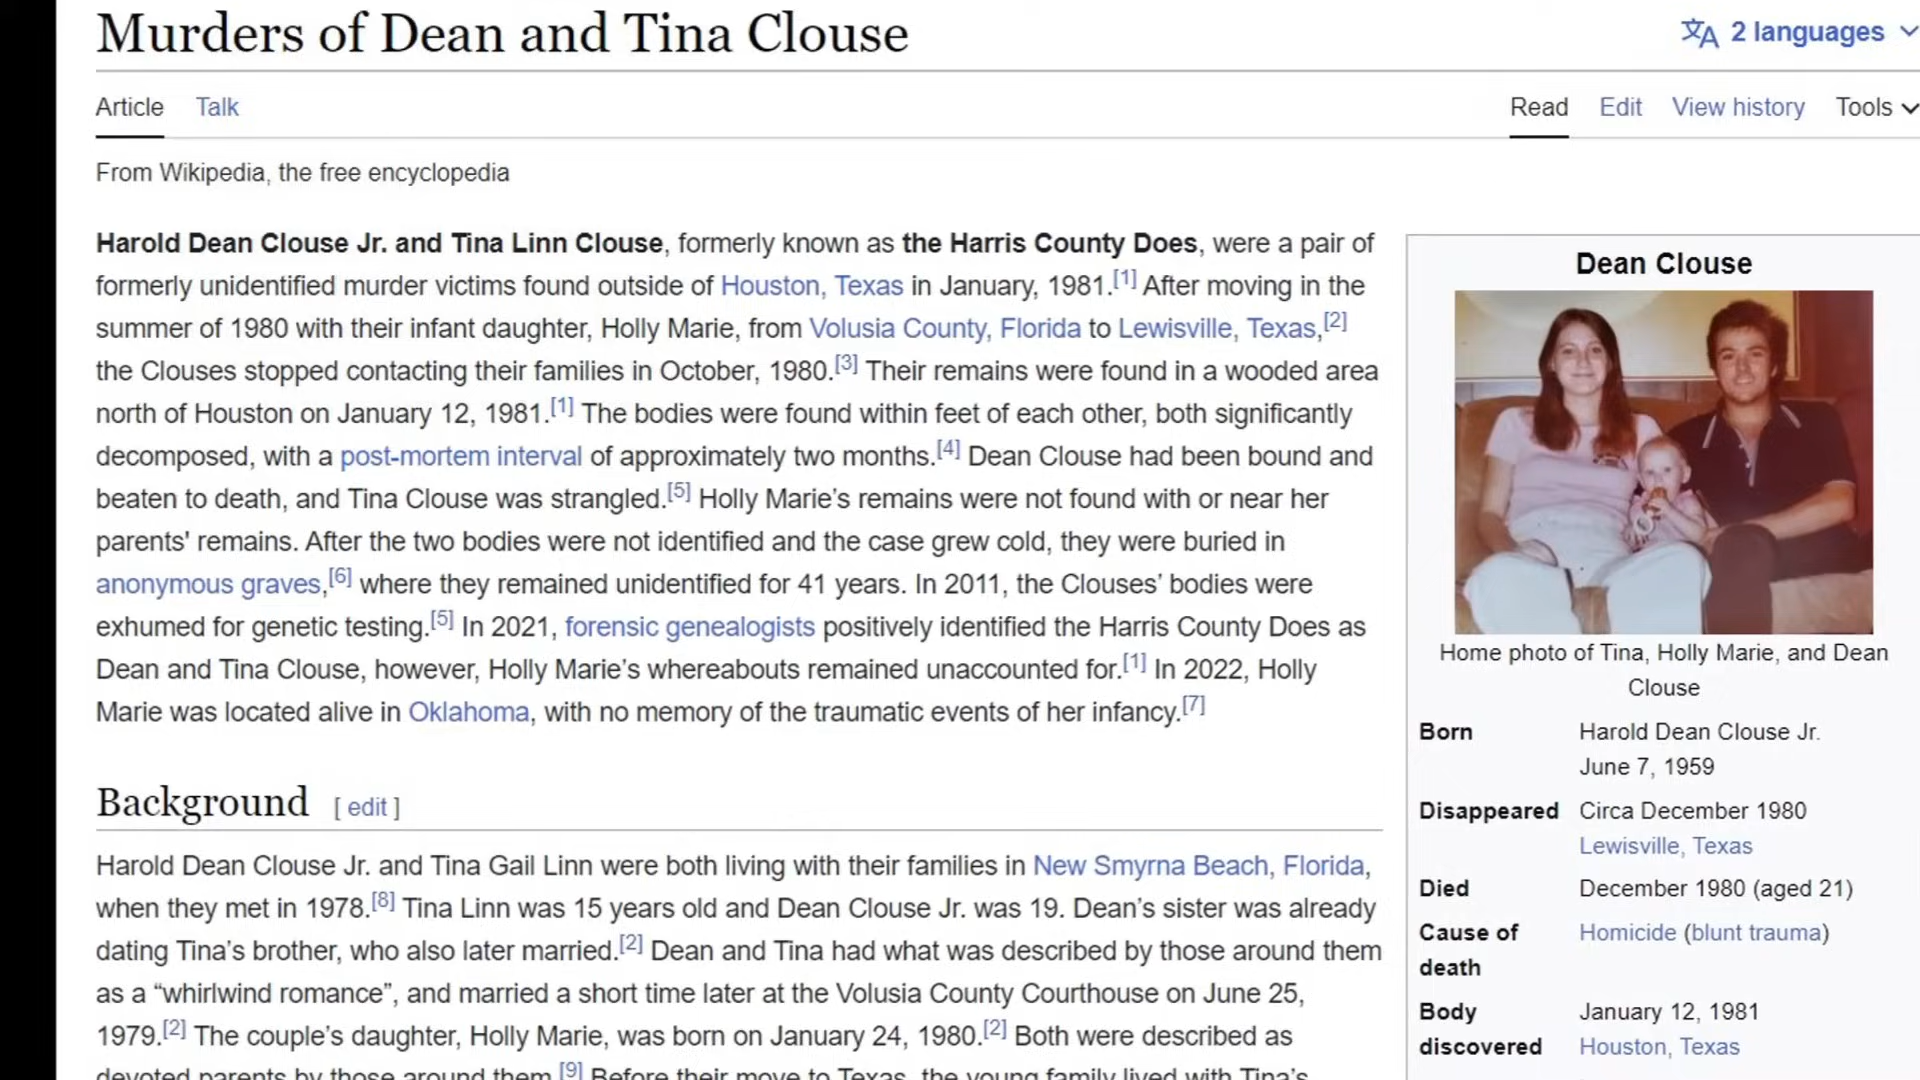 Murders of Dean and Tina Clouse
2 languages
Article Talk
Read Edit View history Tools
From Wikipedia, the free encyclopedia
Harold Dean Clouse Jr. and Tina Linn Clouse, formerly known as the Harris County Does, were a pair of
formerly unidentified murder victims found outside of Houston, Texas in January, 1981.[1] After moving in the
summer of 1980 with their infant daughter, Holly Marie, from Volusia County, Florida to Lewisville, Texas,[2]
the Clouses stopped contacting their families in October, 1980.[3] Their remains were found in a wooded area
north of Houston on January 12, 1981.[1] The bodies were found within feet of each other, both significantly
decomposed, with a post-mortem interval of approximately two months.[4] Dean Clouse had been bound and
beaten to death, and Tina Clouse was strangled.[5] Holly Marie's remains were not found with or near her
parents' remains. After the two bodies were not identified and the case grew cold, they were buried in
anonymous graves,[6] where they remained unidentified for 41 years. In 2011, the Clouses’ bodies were
exhumed for genetic testing.[5] In 2021, forensic genealogists positively identified the Harris County Does as
Dean and Tina Clouse, however, Holly Marie’s whereabouts remained unaccounted for.[1] In 2022, Holly
Marie was located alive in Oklahoma, with no memory of the traumatic events of her infancy.[7]
Background [ edit ]
Harold Dean Clouse Jr. and Tina Gail Linn were both living with their families in New Smyrna Beach, Florida,
when they met in 1978.[8] Tina Linn was 15 years old and Dean Clouse Jr. was 19. Dean’s sister was already
dating Tina’s brother, who also later married.[2] Dean and Tina had what was described by those around them
as a “whirlwind romance”, and married a short time later at the Volusia County Courthouse on June 25,
1979.[2] The couple’s daughter, Holly Marie, was born on January 24, 1980.[2] Both were described as
devoted parents by those around them.[9] Before their move to Texas, the young family lived with Tina’s
Dean Clouse
Home photo of Tina, Holly Marie, and Dean
Clouse
Born Harold Dean Clouse Jr.
June 7, 1959
Disappeared Circa December 1980
Lewisville, Texas
Died December 1980 (aged 21)
Cause of death Homicide (blunt trauma)
Body discovered January 12, 1981
Houston, Texas